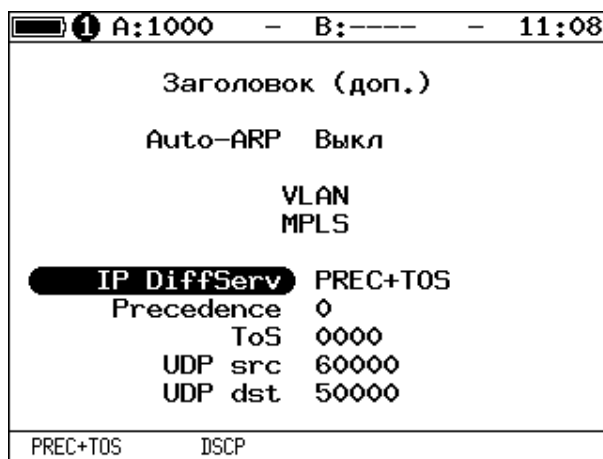 1 A:1000 - B:---- - 11:08
Заголовок (доп.)
Auto-ARP Выкл
VLAN
MPLS
IP DiffServ PREC+TOS
Precedence 0
ToS 0000
UDP src 60000
UDP dst 50000
PREC+TOS DSCP